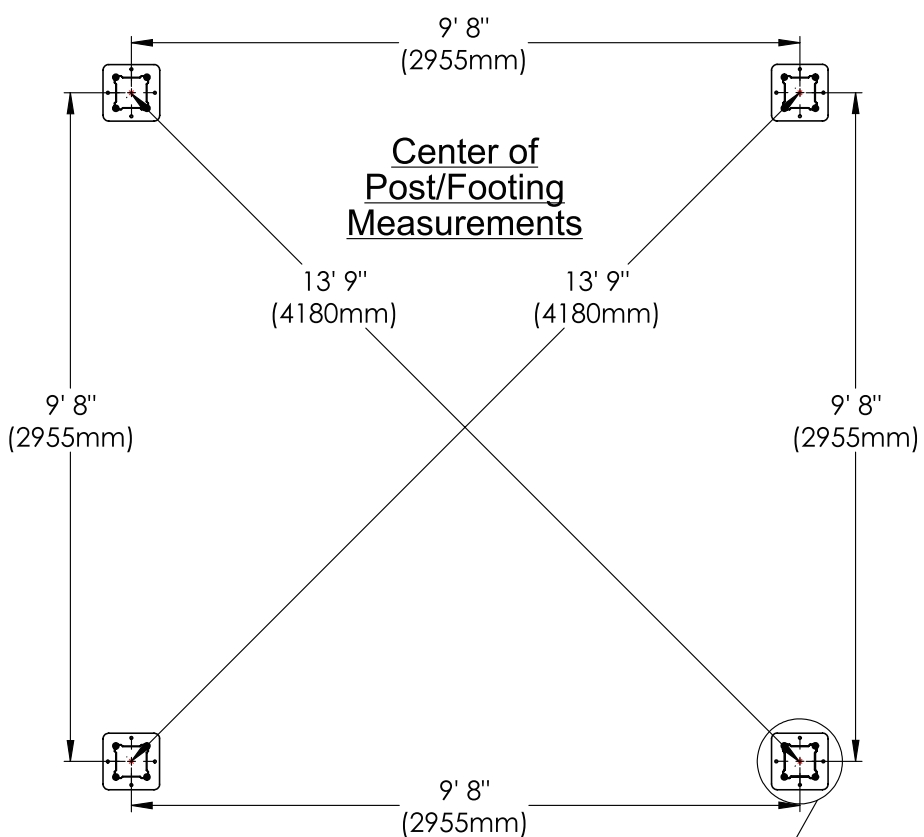 9' 8"
(2955mm)
Center of
Post/Footing
Measurements
13' 9"
(4180mm)
13' 9"
(4180mm)
9' 8"
(2955mm)
9' 8"
(2955mm)
9' 8"
(2955mm)